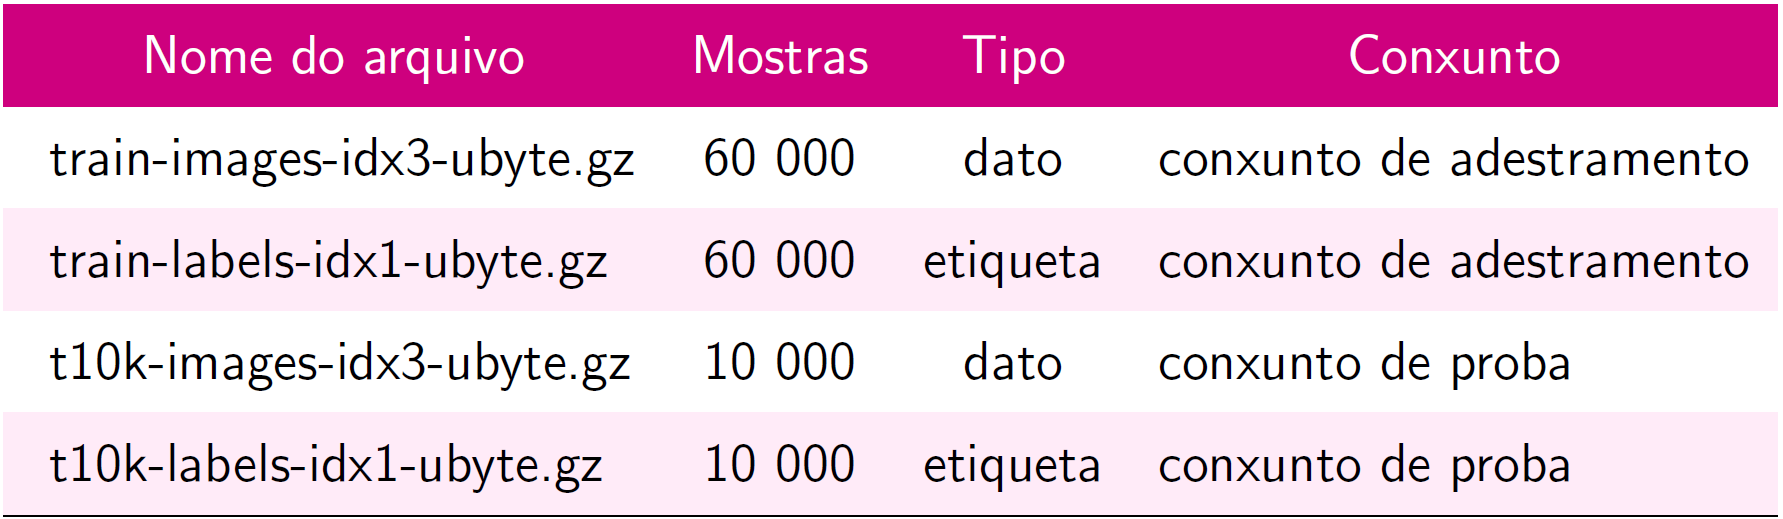 Nome do arquivo Mostras Tipo Conxunto
train-images-idx3-ubyte.gz 60 000 dato conxunto de adestramento
train-labels-idx1-ubyte.gz 60 000 etiqueta conxunto de adestramento
t10k-images-idx3-ubyte.gz 10 000 dato conxunto de proba
t10k-labels-idx1-ubyte.gz 10 000 etiqueta conxunto de proba